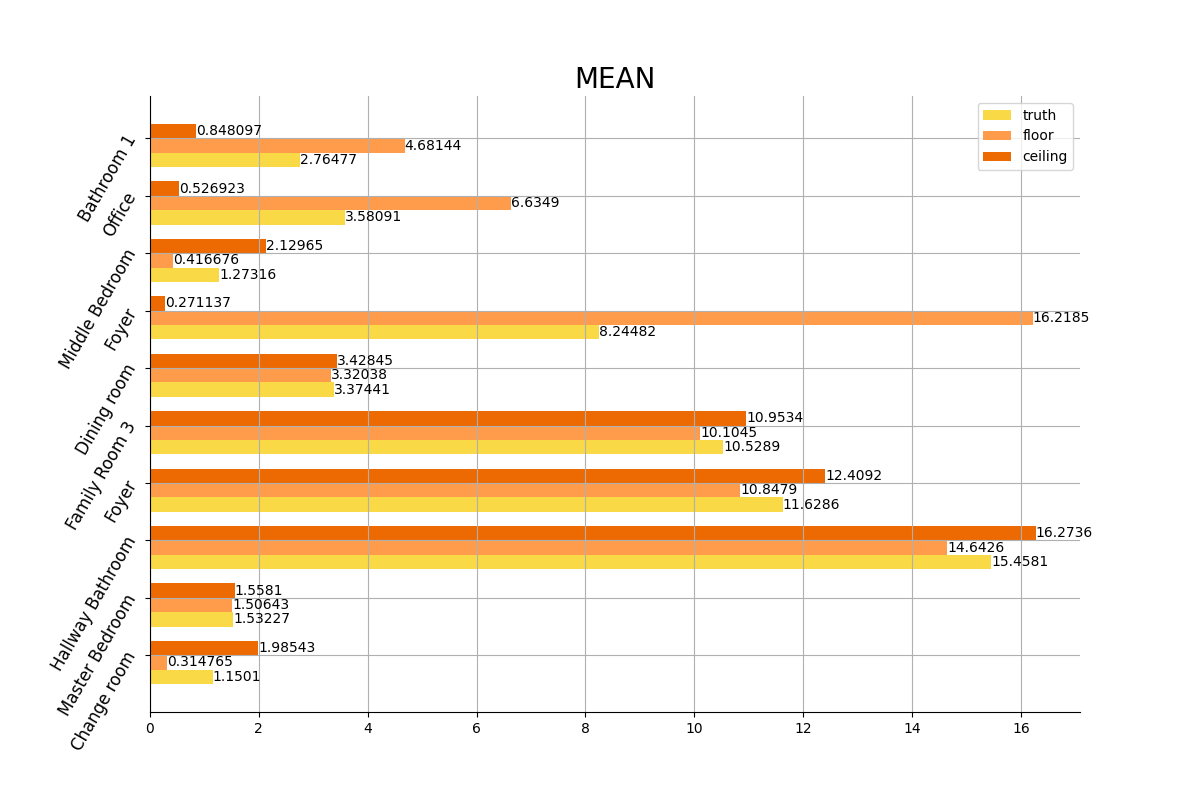 MEAN
truth
floor
ceiling
Bathroom 1
0.848097
4.68144
2.76477
Office
0.526923
6.6349
3.58091
Middle Bedroom
2.12965
0.416676
1.27316
Foyer
0.271137
16.2185
8.24482
Dining room
3.42845
3.32038
3.37441
Family Room 3
10.9534
10.1045
10.5289
Foyer
12.4092
10.8479
11.6286
Hallway Bathroom
16.2736
14.6426
15.4581
Master Bedroom
1.5581
1.50643
1.53227
Change room
1.98543
0.314765
1.1501
0 2 4 6 8 10 12 14 16